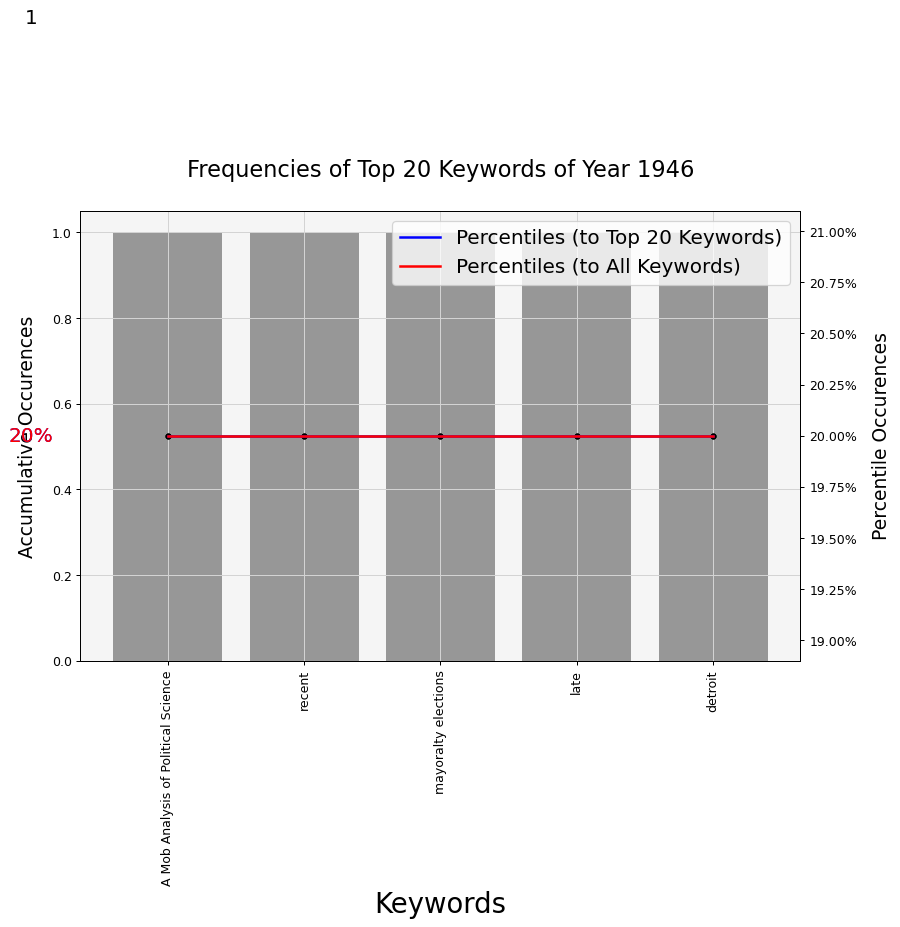 1
Frequencies of Top 20 Keywords of Year 1946
Percentiles (to Top 20 Keywords)
Percentiles (to All Keywords)
1.0
0.8
0.6
0.4
0.2
0.0
20%
Accumulative Occurences
21.00%
20.75%
20.50%
20.25%
20.00%
19.75%
19.50%
19.25%
19.00%
Percentile Occurences
A Mob Analysis of Political Science
recent
mayoralty elections
late
detroit
Keywords